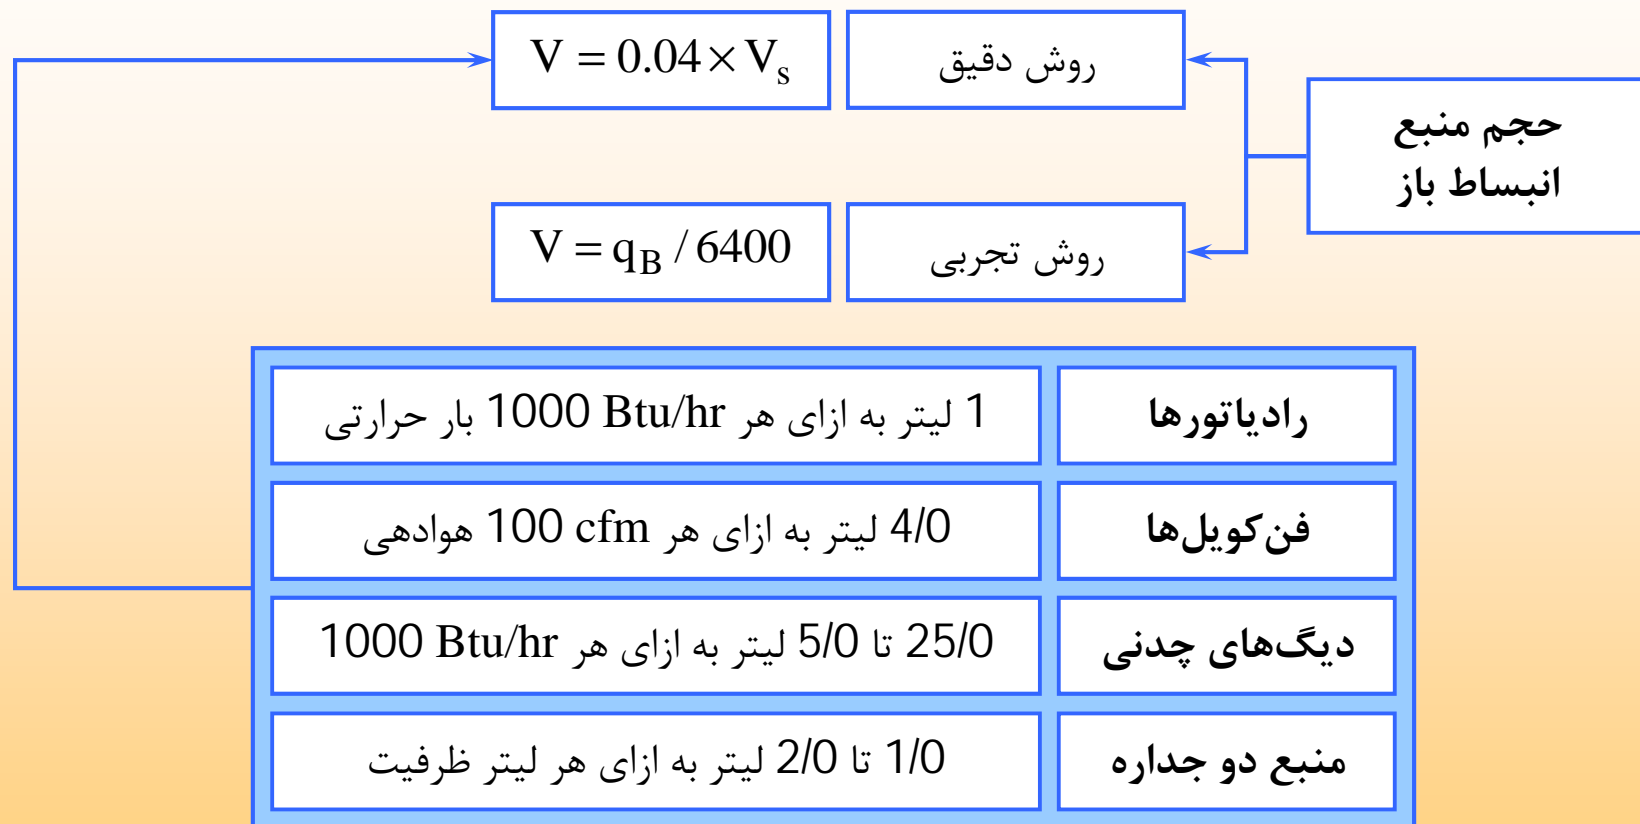 حجم منبع
انبساط باز
روش دقیق
V = 0.04 × Vₛ
روش تجربی
V = q_B / 6400
رادیاتورها
1 لیتر به ازای هر 1000 Btu/hr بار حرارتی
فن‌کویل‌ها
4/0 لیتر به ازای هر 100 cfm هوادهی
دیگ‌های چدنی
25/0 تا 5/0 لیتر به ازای هر 1000 Btu/hr
منبع دو جداره
1/0 تا 2/0 لیتر به ازای هر لیتر ظرفیت